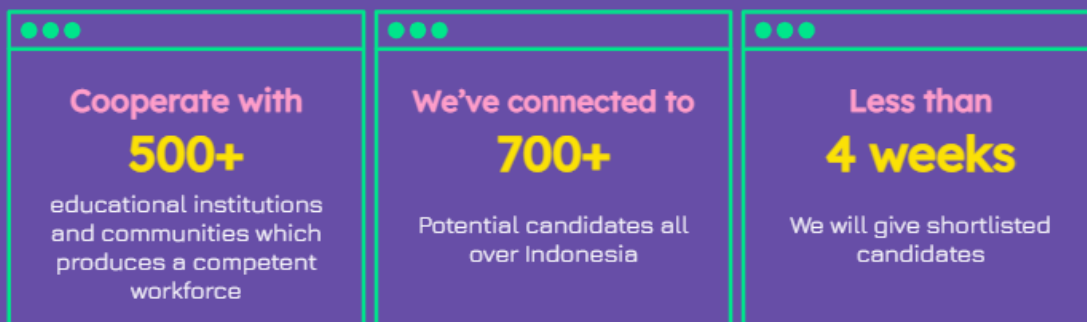 Cooperate with
500+
educational institutions
and communities which
produces a competent
workforce
We've connected to
700+
Potential candidates all
over Indonesia
Less than
4 weeks
We will give shortlisted
candidates